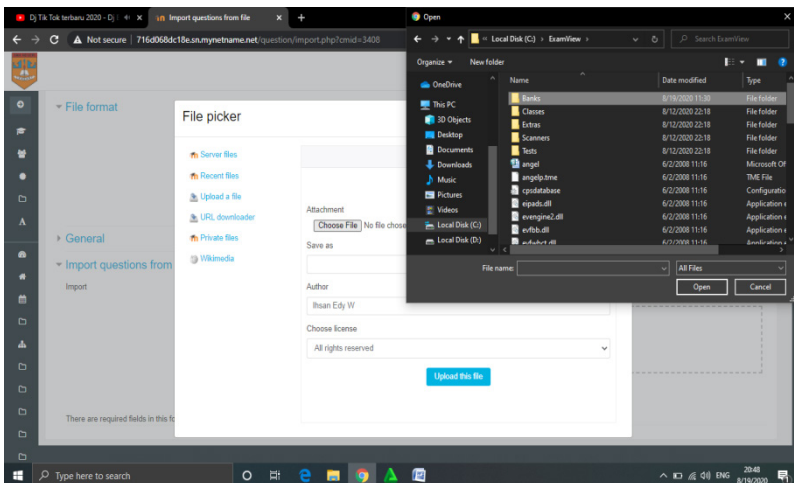 Dj Tik Tok terbaru 2020 - Dj
Import questions from file
Not secure | 716d068dc18e.sn.mynetname.net/question/import.php?cmid=3408
File format
General
Import questions from
Import
There are required fields in this fo
File picker
Server files
Recent files
Upload a file
URL downloader
Private files
Wikimedia
Attachment
Choose File No file chose
Save as
Author
Ihsan Edy W
Choose license
All rights reserved
Upload this file
Open
« Local Disk (C:) › ExamView ›
Search ExamView
Organize
New folder
OneDrive
This PC
3D Objects
Desktop
Documents
Downloads
Music
Pictures
Videos
Local Disk (C:)
Local Disk (D:)
Name Date modified Type
Banks 8/19/2020 11:30 File folder
Classes 8/12/2020 22:18 File folder
Extras 8/12/2020 22:18 File folder
Scanners 8/12/2020 22:18 File folder
Tests 8/12/2020 22:18 File folder
angel 6/2/2008 11:16 Microsoft Of
angelp.tme 6/2/2008 11:16 TME File
cpsdatabase 6/2/2008 11:16 Configuratio
eipads.dll 6/2/2008 11:16 Application e
evengine2.dll 6/2/2008 11:16 Application e
evfbb.dll 6/2/2008 11:16 Application e
6/2/2008 11:16 Application e
File name:
All Files
Open Cancel
Type here to search
ENG
20:48
8/19/2020